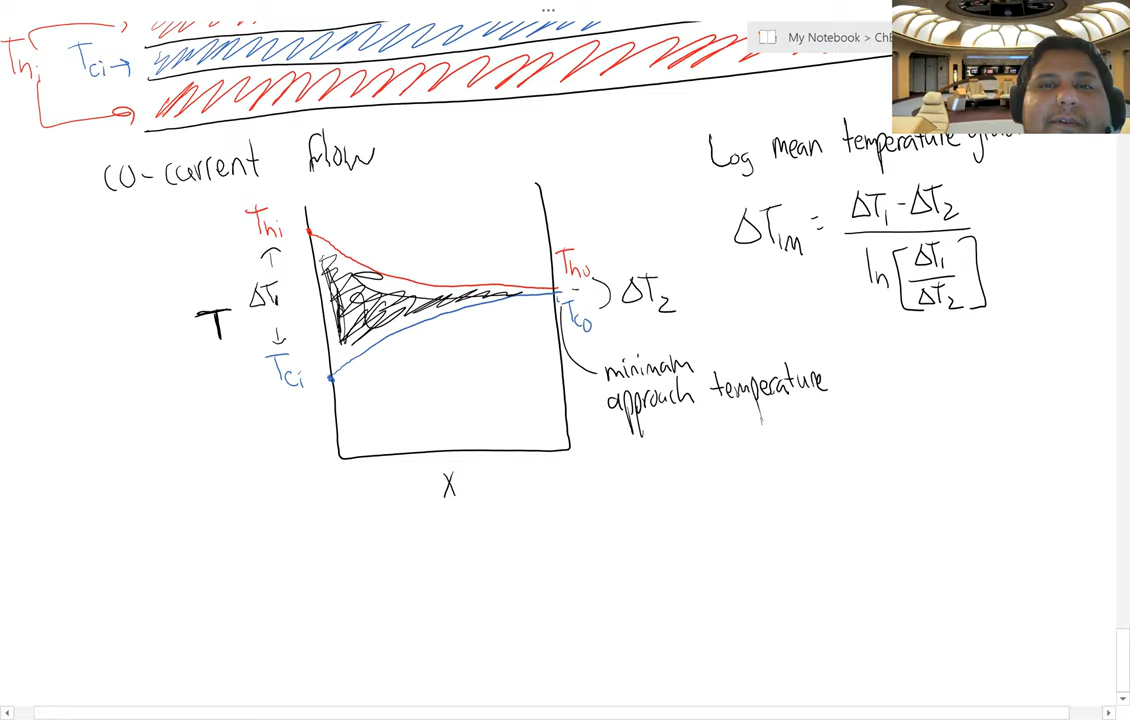 My Notebook > Ch
Thi
Tci →
co-current flow
Log mean temperature
Thi
ΔT1
T
Tci
Tho
Tco
ΔT2
ΔTlm = ΔT1 - ΔT2
ln [ΔT1
ΔT2]
minimam
approach temperature
X